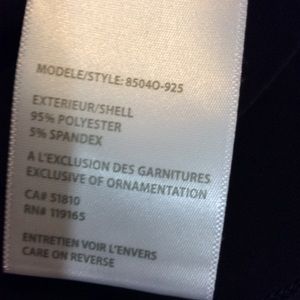 MODELE/STYLE: 8504O-925
EXTERIEUR/SHELL
95% POLYESTER
5% SPANDEX
A L'EXCLUSION DES GARNITURES
EXCLUSIVE OF ORNAMENTATION
CA# 51810
RN# 119165
ENTRETIEN VOIR L'ENVERS
CARE ON REVERSE